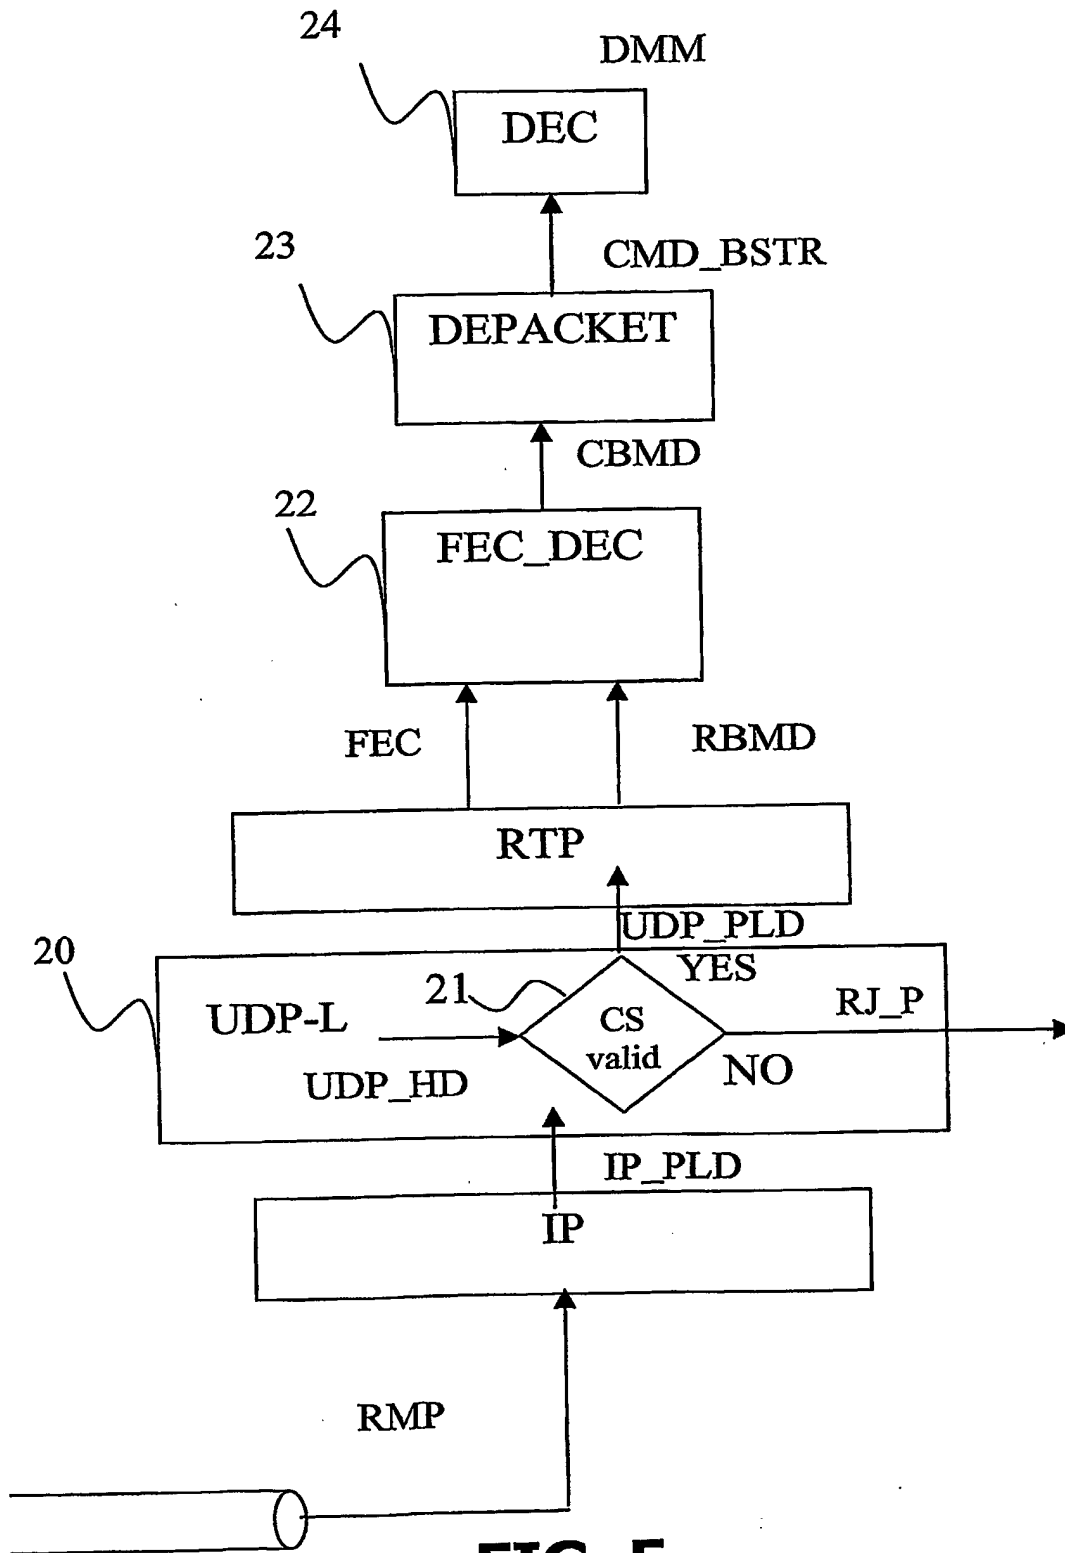 24
DMM
DEC
23
CMD_BSTR
DEPACKET
CBMD
22
FEC_DEC
FEC
RBMD
RTP
UDP_PLD
20
YES
21
RJ_P
UDP-L
CS
valid
NO
UDP_HD
IP_PLD
IP
RMP